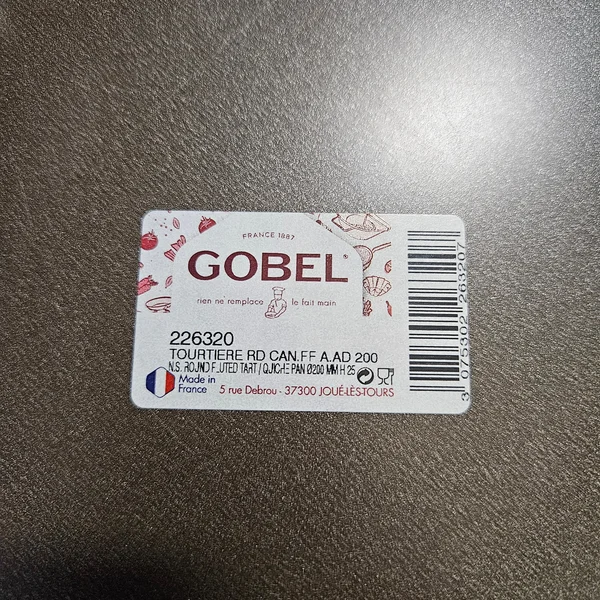 FRANCE 1887
GOBEL
rien ne remplace le fait main
226320
TOURTIERE RD CAN.FF A.AD 200
N.S. ROUND FLUTED TART / QUICHE PAN Ø200 MM H 25
Made in
France
5 rue Debrou - 37300 JOUÉ-LÈS-TOURS
3 075302 263207